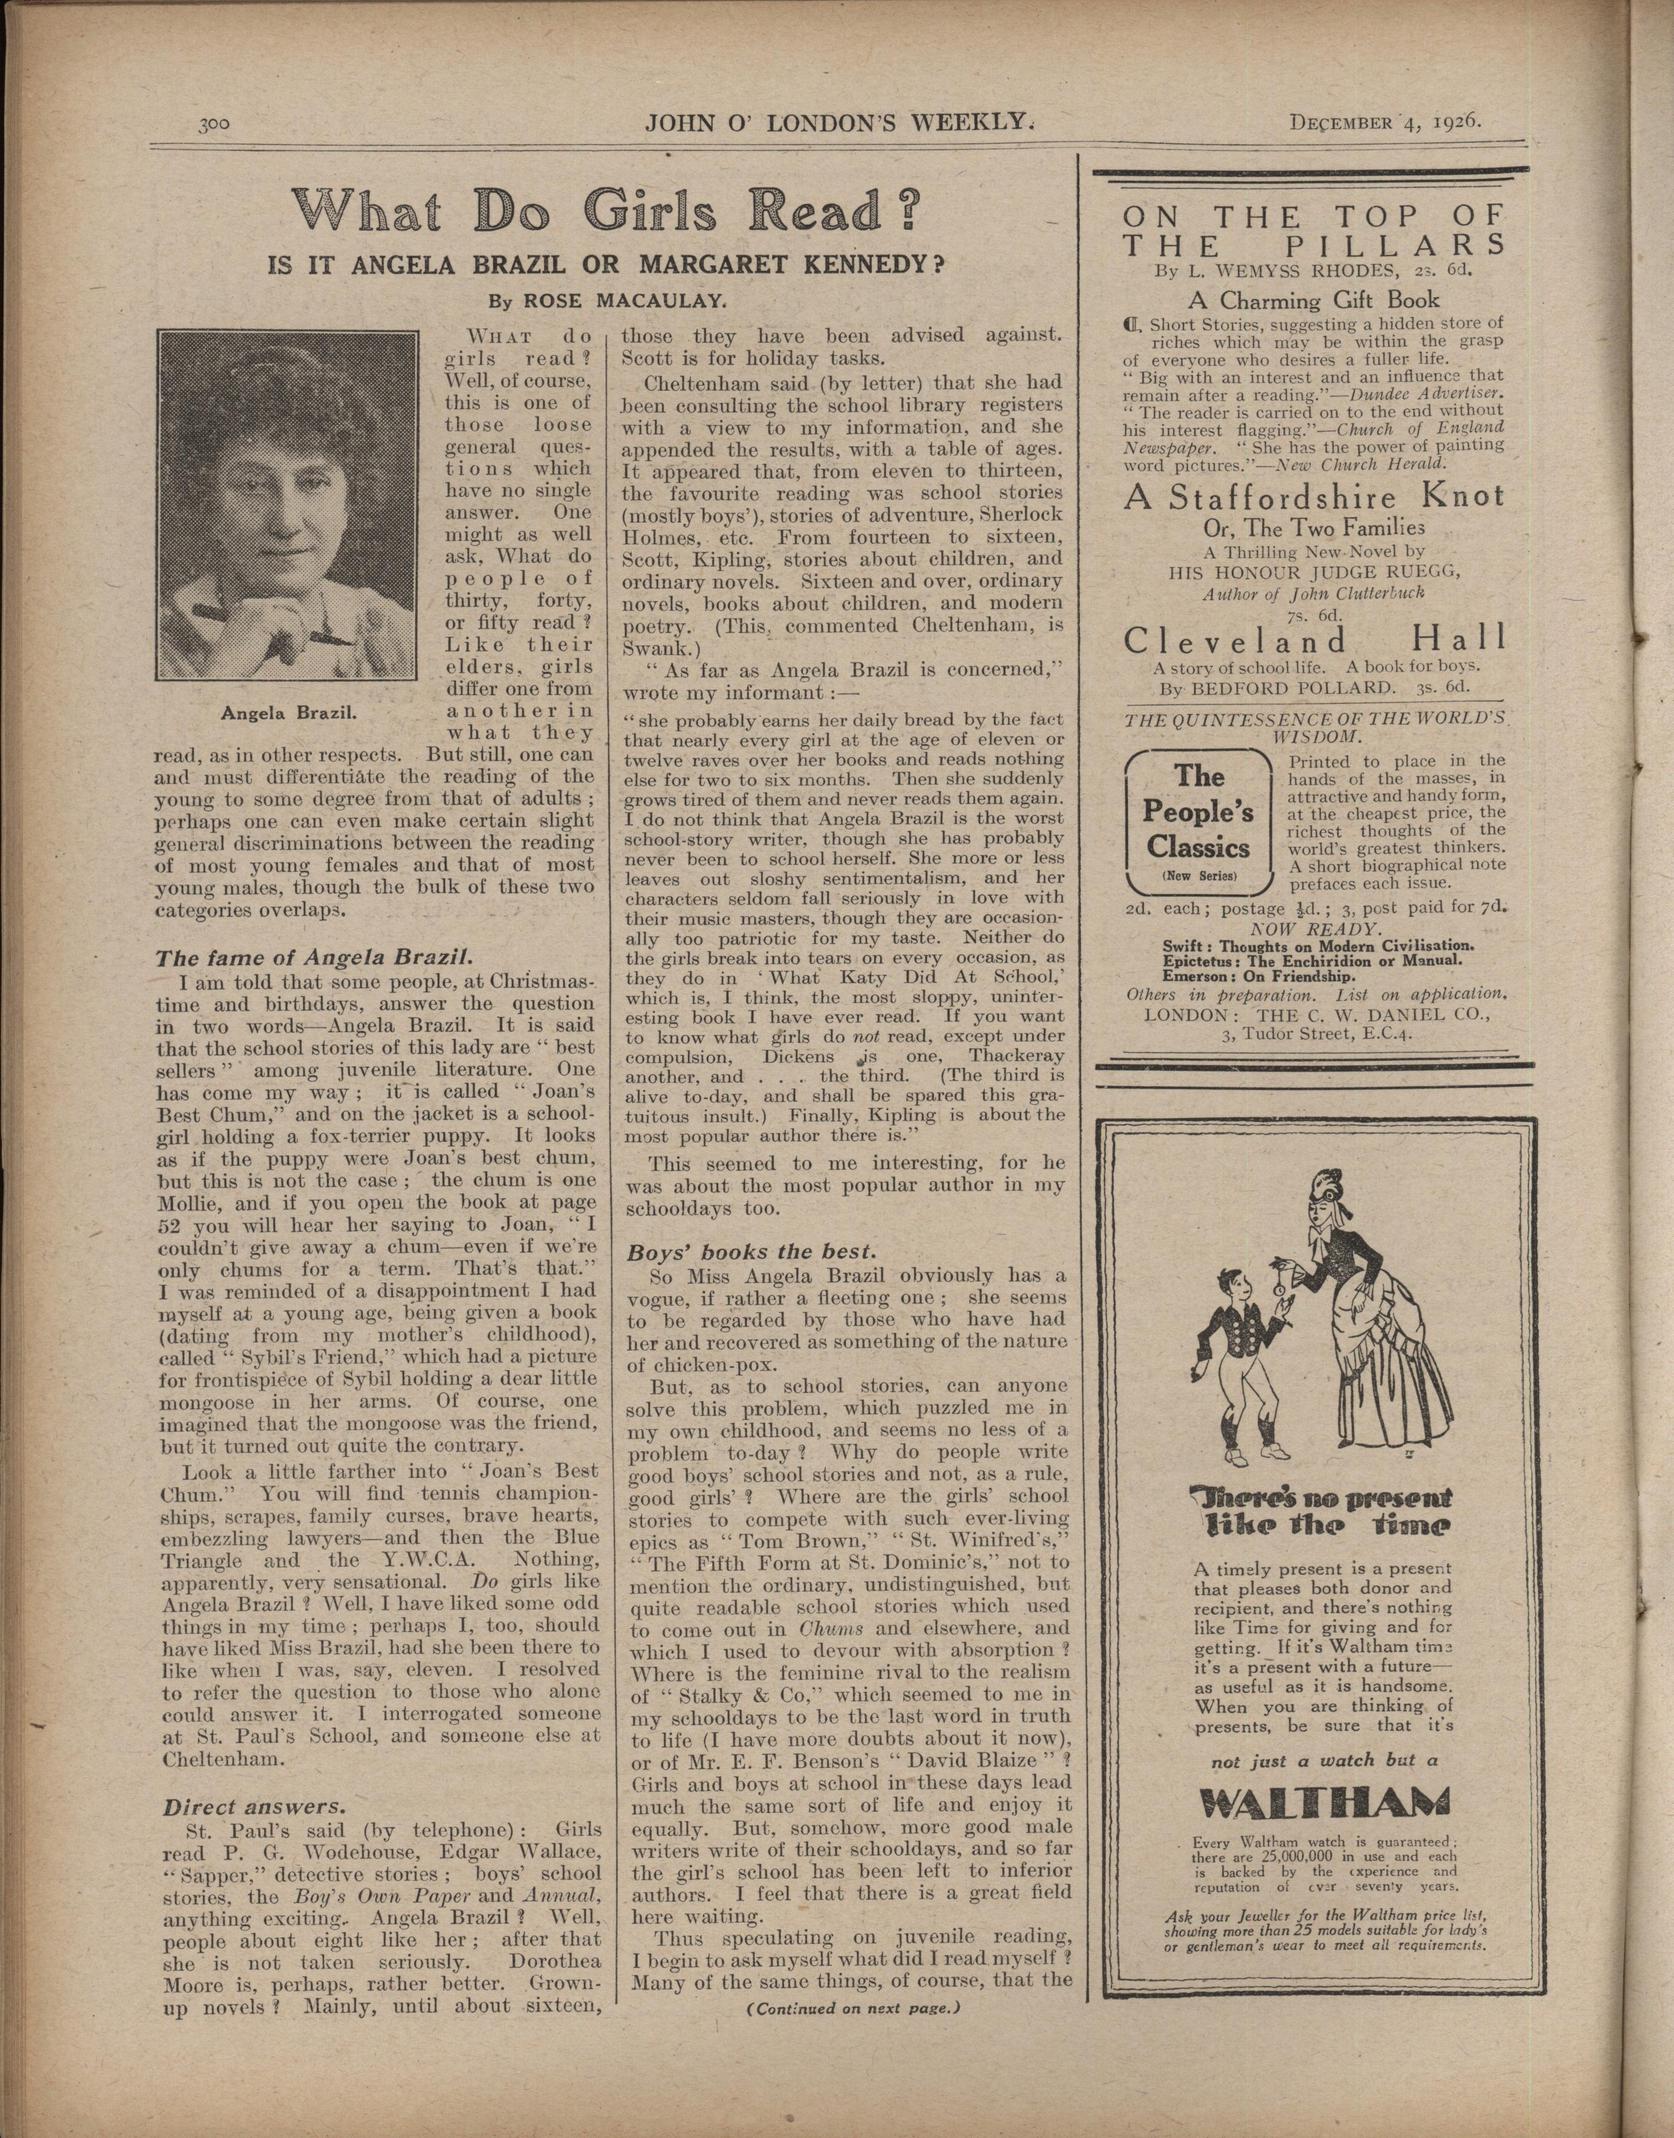 300
JOHN O' LONDON'S WEEKLY.
DECEMBER 4, 1926.
What Do Girls Read?
IS IT ANGELA BRAZIL OR MARGARET KENNEDY?
By ROSE MACAULAY.
Angela Brazil.
WHAT do
girls read?
Well, of course,
this is one of
those loose
general ques-
tions which
have no single
answer. One
might as well
ask, What do
people of
thirty, forty,
or fifty read?
Like their
elders, girls
differ one from
another in
what they
read, as in other respects. But still, one can
and must differentiate the reading of the
young to some degree from that of adults;
perhaps one can even make certain slight
general discriminations between the reading
of most young females and that of most
young males, though the bulk of these two
categories overlaps.
The fame of Angela Brazil.
I am told that some people, at Christmas-
time and birthdays, answer the question
in two words—Angela Brazil. It is said
that the school stories of this lady are "best
sellers" among juvenile literature. One
has come my way; it is called "Joan's
Best Chum," and on the jacket is a school-
girl holding a fox-terrier puppy. It looks
as if the puppy were Joan's best chum,
but this is not the case; the chum is one
Mollie, and if you open the book at page
52 you will hear her saying to Joan, "I
couldn't give away a chum—even if we're
only chums for a term. That's that."
I was reminded of a disappointment I had
myself at a young age, being given a book
(dating from my mother's childhood),
called "Sybil's Friend," which had a picture
for frontispiece of Sybil holding a dear little
mongoose in her arms. Of course, one
imagined that the mongoose was the friend,
but it turned out quite the contrary.
Look a little farther into "Joan's Best
Chum." You will find tennis champion-
ships, scrapes, family curses, brave hearts,
embezzling lawyers—and then the Blue
Triangle and the Y.W.C.A. Nothing,
apparently, very sensational. Do girls like
Angela Brazil? Well, I have liked some odd
things in my time; perhaps I, too, should
have liked Miss Brazil, had she been there to
like when I was, say, eleven. I resolved
to refer the question to those who alone
could answer it. I interrogated someone
at St. Paul's School, and someone else at
Cheltenham.
Direct answers.
St. Paul's said (by telephone): Girls
read P. G. Wodehouse, Edgar Wallace,
"Sapper," detective stories; boys' school
stories, the Boy's Own Paper and Annual,
anything exciting. Angela Brazil? Well,
people about eight like her; after that
she is not taken seriously. Dorothea
Moore is, perhaps, rather better. Grown-
up novels? Mainly, until about sixteen,
those they have been advised against.
Scott is for holiday tasks.
Cheltenham said (by letter) that she had
been consulting the school library registers
with a view to my information, and she
appended the results, with a table of ages.
It appeared that, from eleven to thirteen,
the favourite reading was school stories
(mostly boys'), stories of adventure, Sherlock
Holmes, etc. From fourteen to sixteen,
Scott, Kipling, stories about children, and
ordinary novels. Sixteen and over, ordinary
novels, books about children, and modern
poetry. (This, commented Cheltenham, is
Swank.)
"As far as Angela Brazil is concerned,"
wrote my informant:—
"she probably earns her daily bread by the fact
that nearly every girl at the age of eleven or
twelve raves over her books and reads nothing
else for two to six months. Then she suddenly
grows tired of them and never reads them again.
I do not think that Angela Brazil is the worst
school-story writer, though she has probably
never been to school herself. She more or less
leaves out sloshy sentimentalism, and her
characters seldom fall seriously in love with
their music masters, though they are occasion-
ally too patriotic for my taste. Neither do
the girls break into tears on every occasion, as
they do in 'What Katy Did At School,'
which is, I think, the most sloppy, uninter-
esting book I have ever read. If you want
to know what girls do not read, except under
compulsion, Dickens is one, Thackeray
another, and . . . the third. (The third is
alive to-day, and shall be spared this gra-
tuitous insult.) Finally, Kipling is about the
most popular author there is."
This seemed to me interesting, for he
was about the most popular author in my
schooldays too.
Boys' books the best.
So Miss Angela Brazil obviously has a
vogue, if rather a fleeting one; she seems
to be regarded by those who have had
her and recovered as something of the nature
of chicken-pox.
But, as to school stories, can anyone
solve this problem, which puzzled me in
my own childhood, and seems no less of a
problem to-day? Why do people write
good boys' school stories and not, as a rule,
good girls'? Where are the girls' school
stories to compete with such ever-living
epics as "Tom Brown," "St. Winifred's,"
"The Fifth Form at St. Dominic's," not to
mention the ordinary, undistinguished, but
quite readable school stories which used
to come out in Chums and elsewhere, and
which I used to devour with absorption?
Where is the feminine rival to the realism
of "Stalky & Co," which seemed to me in
my schooldays to be the last word in truth
to life (I have more doubts about it now),
or of Mr. E. F. Benson's "David Blaize"?
Girls and boys at school in these days lead
much the same sort of life and enjoy it
equally. But, somehow, more good male
writers write of their schooldays, and so far
the girl's school has been left to inferior
authors. I feel that there is a great field
here waiting.
Thus speculating on juvenile reading,
I begin to ask myself what did I read myself?
Many of the same things, of course, that the
(Continued on next page.)
ON THE TOP OF
THE PILLARS
By L. WEMYSS RHODES, 2s. 6d.
A Charming Gift Book
¶, Short Stories, suggesting a hidden store of
riches which may be within the grasp
of everyone who desires a fuller life.
"Big with an interest and an influence that
remain after a reading."—Dundee Advertiser.
"The reader is carried on to the end without
his interest flagging."—Church of England
Newspaper. "She has the power of painting
word pictures."—New Church Herald.
A Staffordshire Knot
Or, The Two Families
A Thrilling New Novel by
HIS HONOUR JUDGE RUEGG,
Author of John Clutterbuck
7s. 6d.
Cleveland Hall
A story of school life. A book for boys.
By BEDFORD POLLARD. 3s. 6d.
THE QUINTESSENCE OF THE WORLD'S
WISDOM.
The
People's
Classics
(New Series)
Printed to place in the
hands of the masses, in
attractive and handy form,
at the cheapest price, the
richest thoughts of the
world's greatest thinkers.
A short biographical note
prefaces each issue.
2d. each; postage ½d.; 3, post paid for 7d.
NOW READY.
Swift: Thoughts on Modern Civilisation.
Epictetus: The Enchiridion or Manual.
Emerson: On Friendship.
Others in preparation. List on application.
LONDON: THE C. W. DANIEL CO.,
3, Tudor Street, E.C.4.
There's no present
like the time
A timely present is a present
that pleases both donor and
recipient, and there's nothing
like Time for giving and for
getting. If it's Waltham time
it's a present with a future—
as useful as it is handsome.
When you are thinking of
presents, be sure that it's
not just a watch but a
WALTHAM
Every Waltham watch is guaranteed;
there are 25,000,000 in use and each
is backed by the experience and
reputation of over seventy years.
Ask your Jeweller for the Waltham price list,
showing more than 25 models suitable for lady's
or gentleman's wear to meet all requirements.